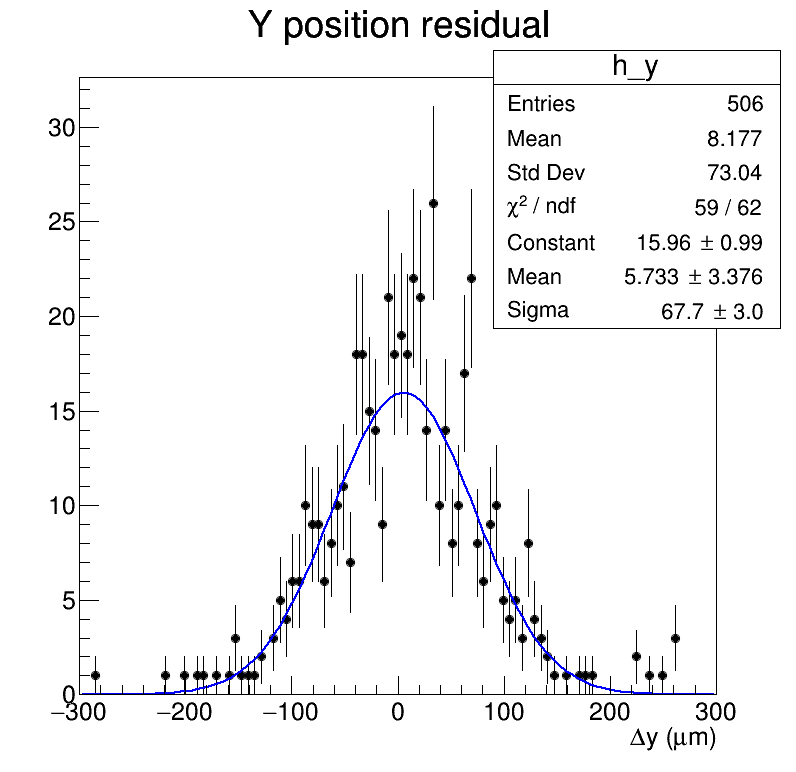 Y position residual
h_y
Entries 506
Mean 8.177
Std Dev 73.04
χ² / ndf 59 / 62
Constant 15.96 ± 0.99
Mean 5.733 ± 3.376
Sigma 67.7 ± 3.0
30
25
20
15
10
5
0
−300 −200 −100 0 100 200 300
Δy (μm)